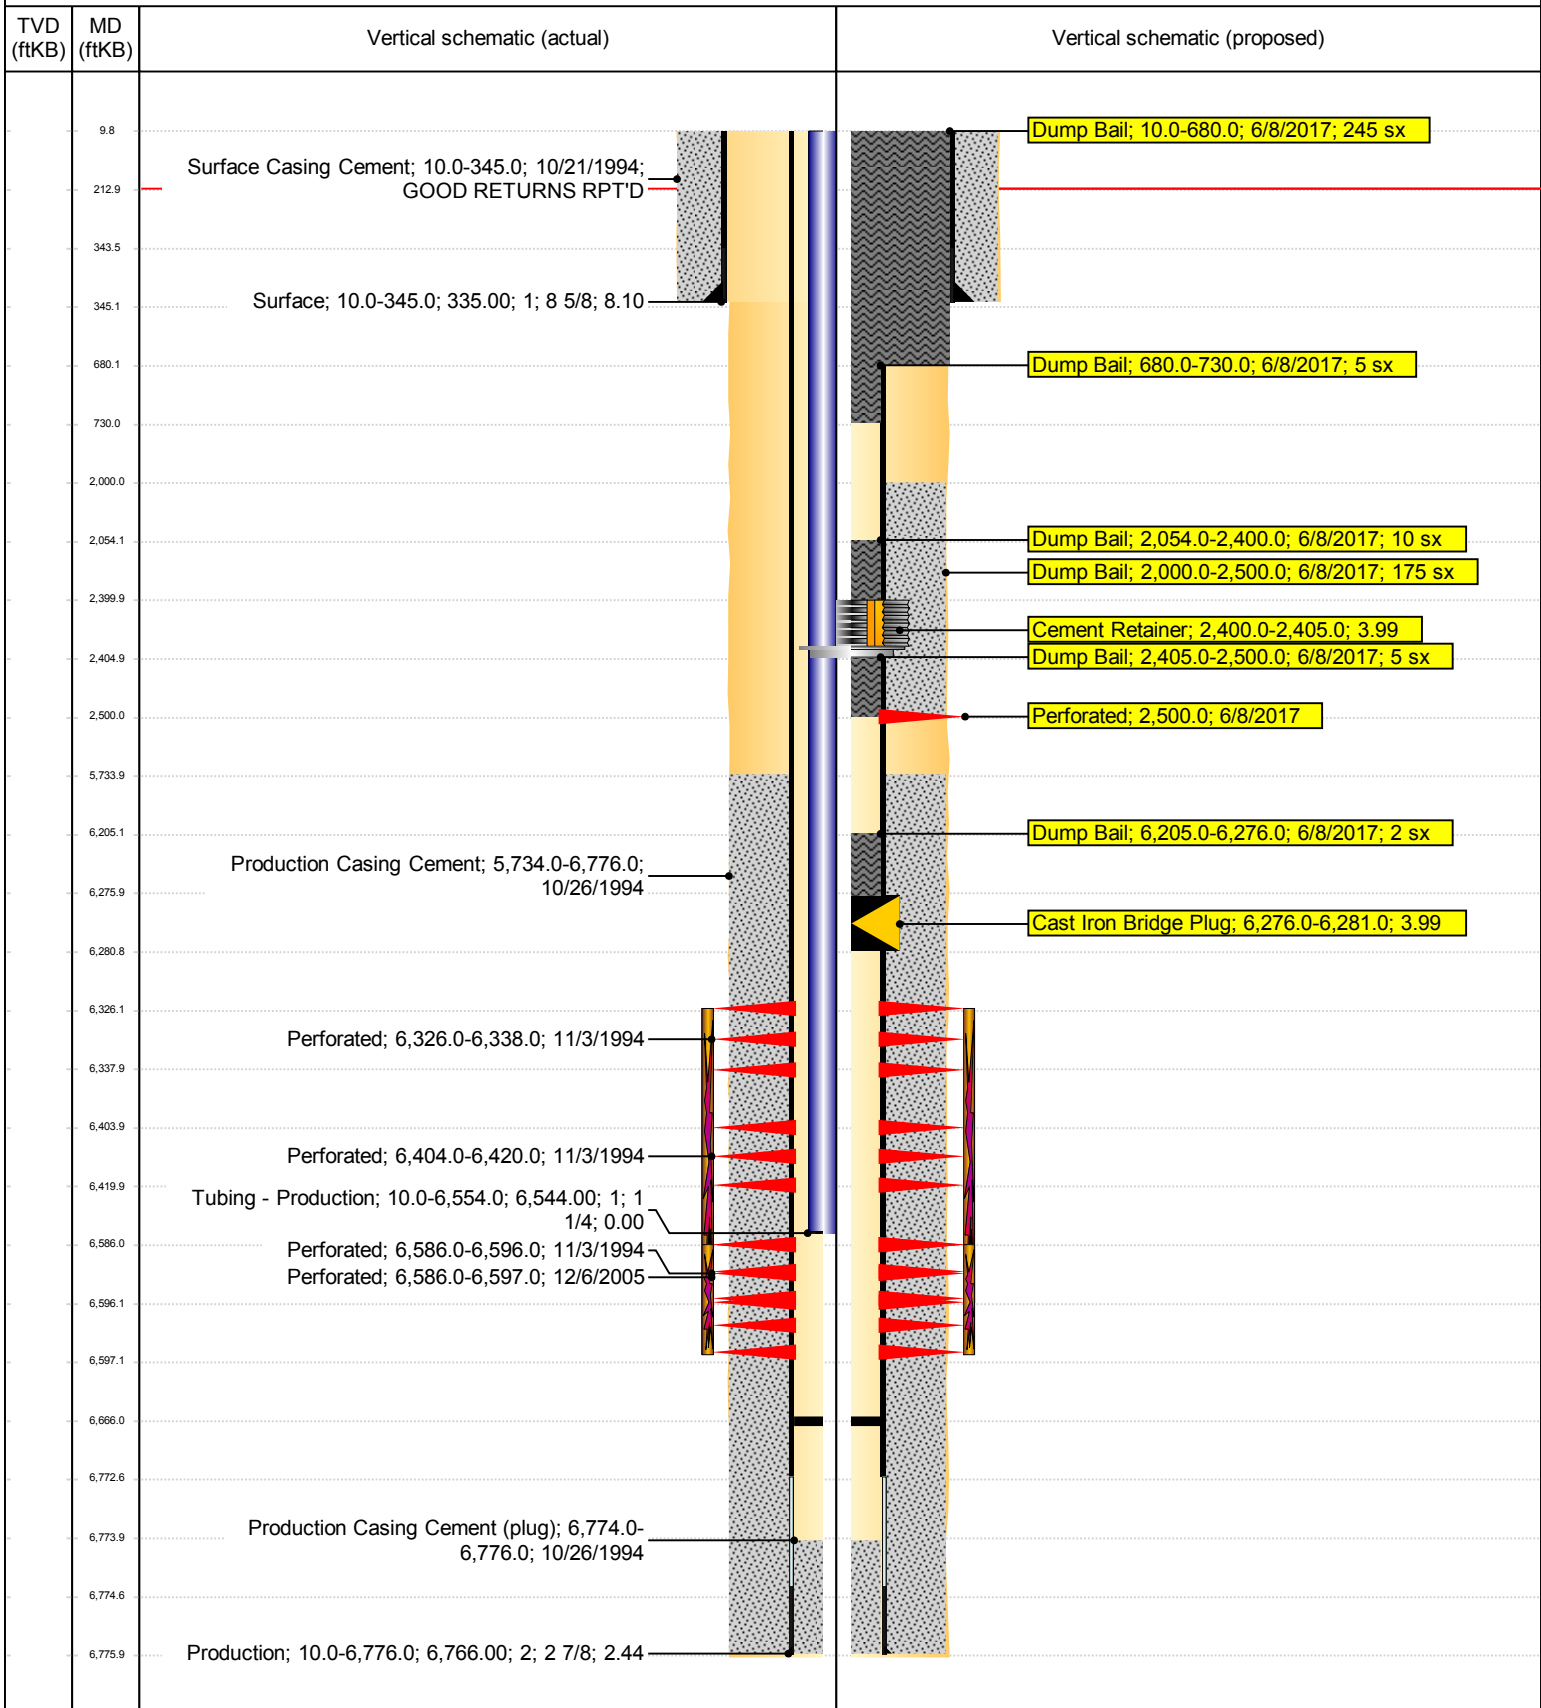 TVD
(ftKB)
MD
(ftKB)
Vertical schematic (actual)
Vertical schematic (proposed)
9.8
212.9
343.5
345.1
680.1
730.0
2,000.0
2,054.1
2,399.9
2,404.9
2,500.0
5,733.9
6,205.1
6,275.9
6,280.8
6,326.1
6,337.9
6,403.9
6,419.9
6,586.0
6,596.1
6,597.1
6,666.0
6,772.6
6,773.9
6,774.6
6,775.9
Surface Casing Cement; 10.0-345.0; 10/21/1994;
GOOD RETURNS RPT'D
Surface; 10.0-345.0; 335.00; 1; 8 5/8; 8.10
Production Casing Cement; 5,734.0-6,776.0;
10/26/1994
Perforated; 6,326.0-6,338.0; 11/3/1994
Perforated; 6,404.0-6,420.0; 11/3/1994
Tubing - Production; 10.0-6,554.0; 6,544.00; 1; 1
1/4; 0.00
Perforated; 6,586.0-6,596.0; 11/3/1994
Perforated; 6,586.0-6,597.0; 12/6/2005
Production Casing Cement (plug); 6,774.0-
6,776.0; 10/26/1994
Production; 10.0-6,776.0; 6,766.00; 2; 2 7/8; 2.44
Dump Bail; 10.0-680.0; 6/8/2017; 245 sx
Dump Bail; 680.0-730.0; 6/8/2017; 5 sx
Dump Bail; 2,054.0-2,400.0; 6/8/2017; 10 sx
Dump Bail; 2,000.0-2,500.0; 6/8/2017; 175 sx
Cement Retainer; 2,400.0-2,405.0; 3.99
Dump Bail; 2,405.0-2,500.0; 6/8/2017; 5 sx
Perforated; 2,500.0; 6/8/2017
Dump Bail; 6,205.0-6,276.0; 6/8/2017; 2 sx
Cast Iron Bridge Plug; 6,276.0-6,281.0; 3.99